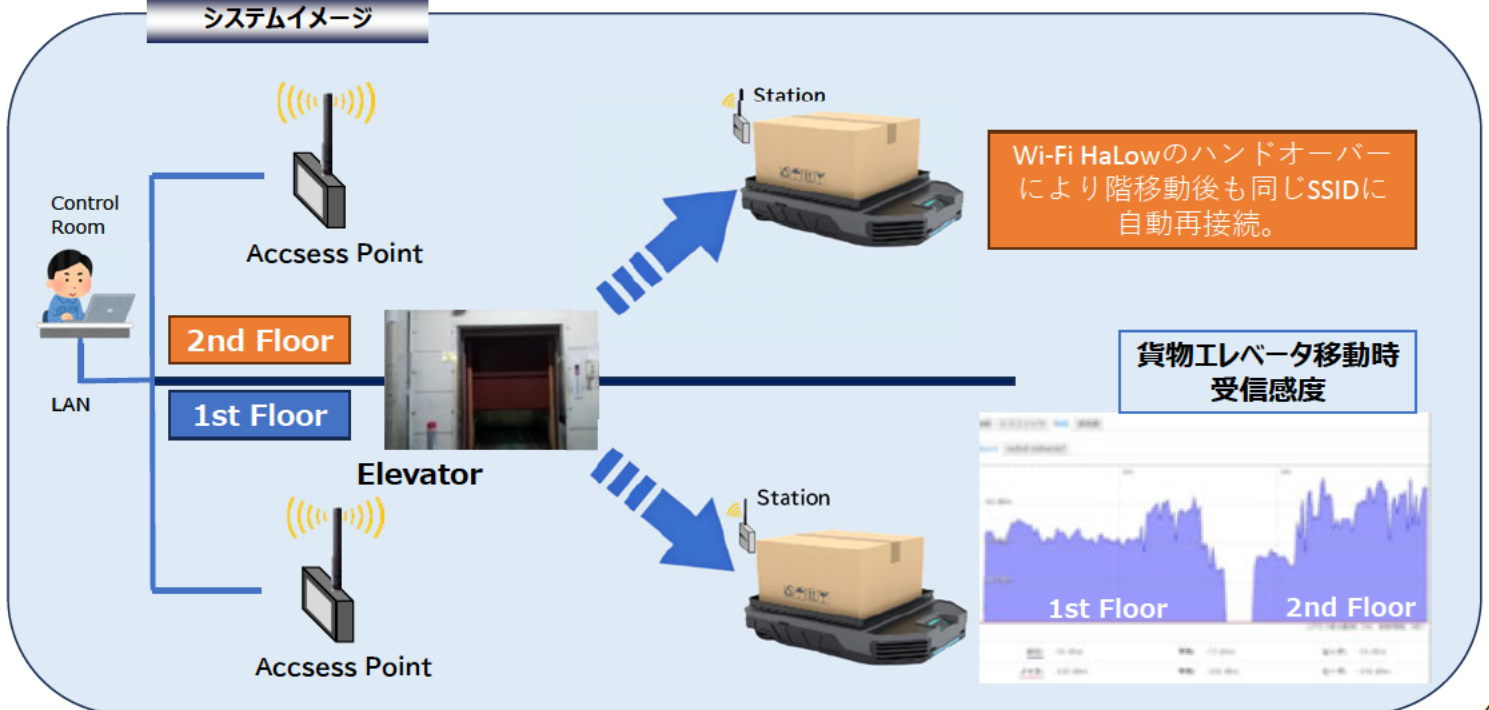 システムイメージ
Station
Wi-Fi HaLowのハンドオーバー
により階移動後も同じSSIDに
自動再接続。
Control
Room
Accsess Point
2nd Floor
貨物エレベータ移動時
受信感度
LAN
1st Floor
Elevator
Station
1st Floor
2nd Floor
Accsess Point